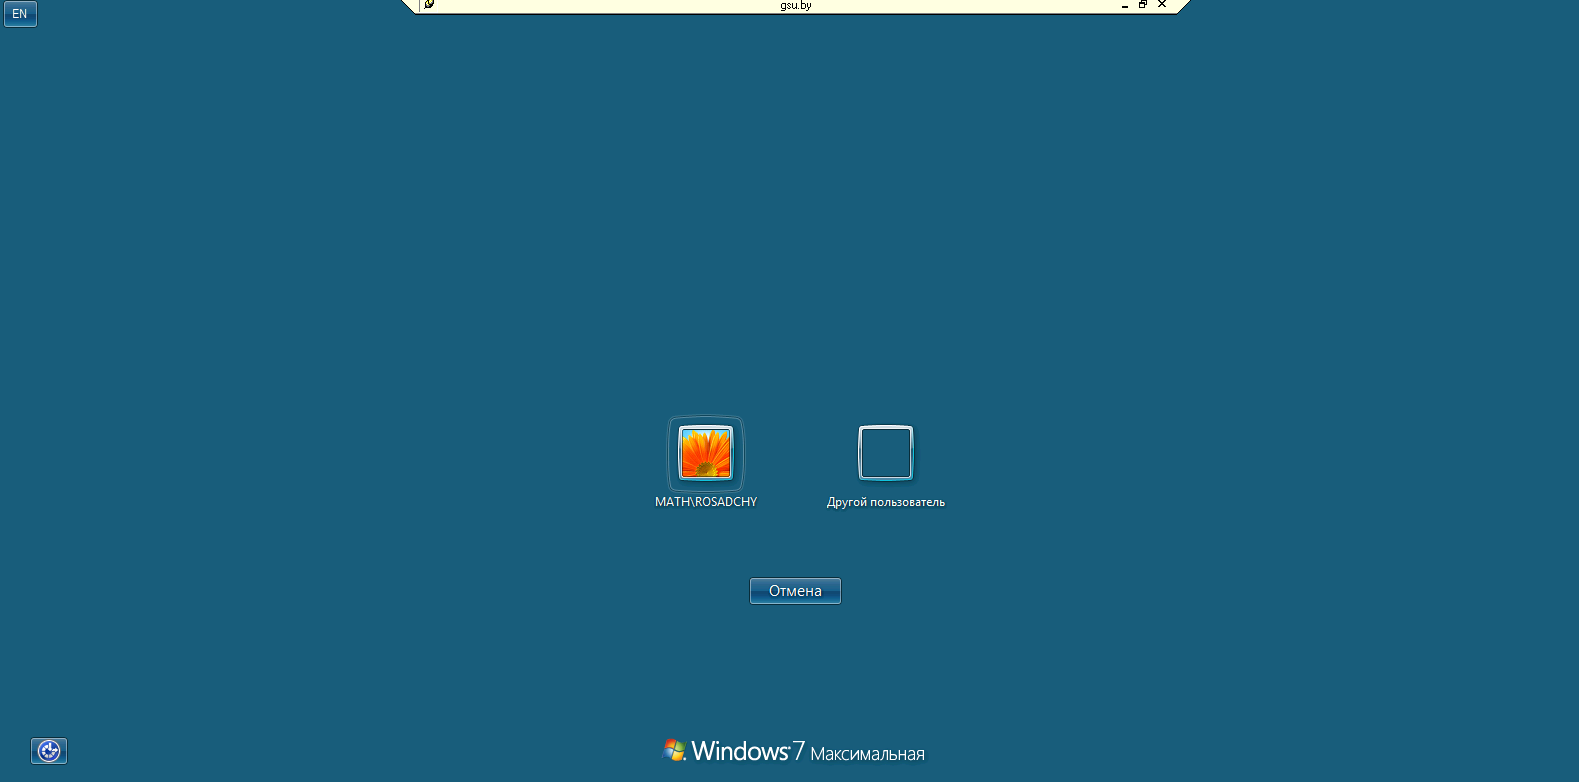 EN
gsu.by
MATH\ROSADCHY
Другой пользователь
Отмена
Windows 7 Максимальная